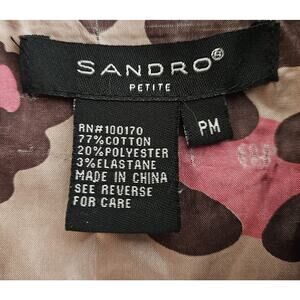 SANDRO®
PETITE
PM
RN#100170
77%COTTON
20%POLYESTER
3%ELASTANE
MADE IN CHINA
SEE REVERSE
FOR CARE